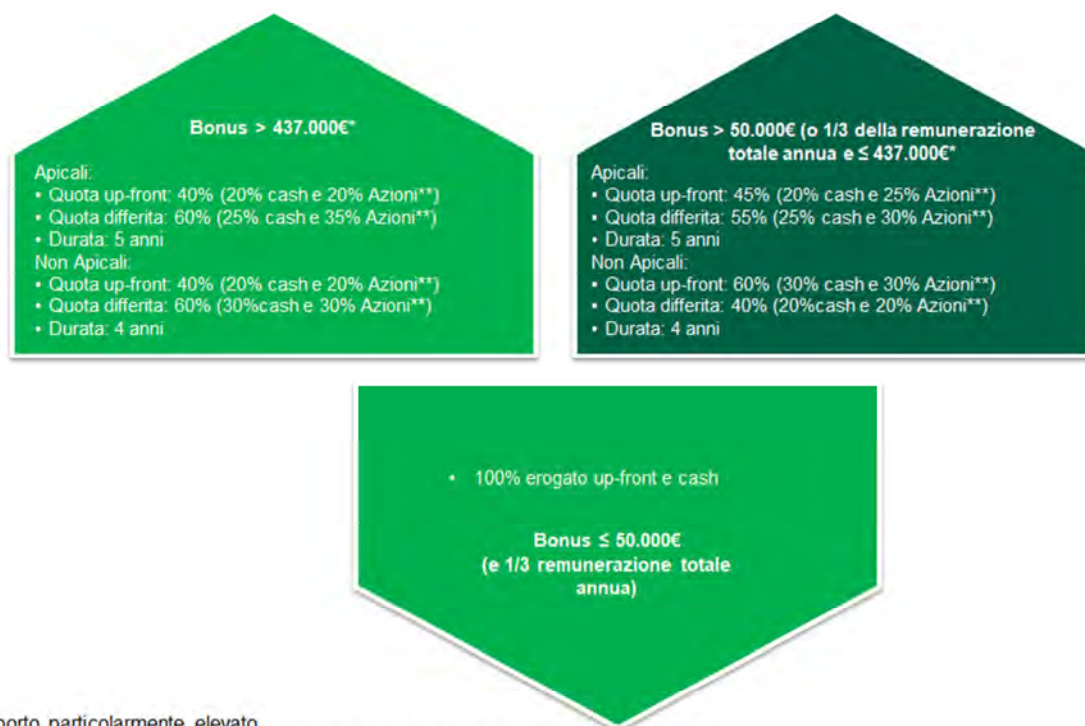 Bonus > 437.000€*
Apicali:
• Quota up-front: 40% (20% cash e 20% Azioni**)
• Quota differita: 60% (25% cash e 35% Azioni**)
• Durata: 5 anni
Non Apicali:
• Quota up-front: 40% (20% cash e 20% Azioni**)
• Quota differita: 60% (30%cash e 30% Azioni**)
• Durata: 4 anni
Bonus > 50.000€ (o 1/3 della remunerazione
totale annua e ≤ 437.000€*
Apicali:
• Quota up-front: 45% (20% cash e 25% Azioni**)
• Quota differita: 55% (25% cash e 30% Azioni**)
• Durata: 5 anni
Non Apicali:
• Quota up-front: 60% (30% cash e 30% Azioni**)
• Quota differita: 40% (20%cash e 20% Azioni**)
• Durata: 4 anni
• 100% erogato up-front e cash
Bonus ≤ 50.000€
(e 1/3 remunerazione totale
annua)
particolarmente elevato